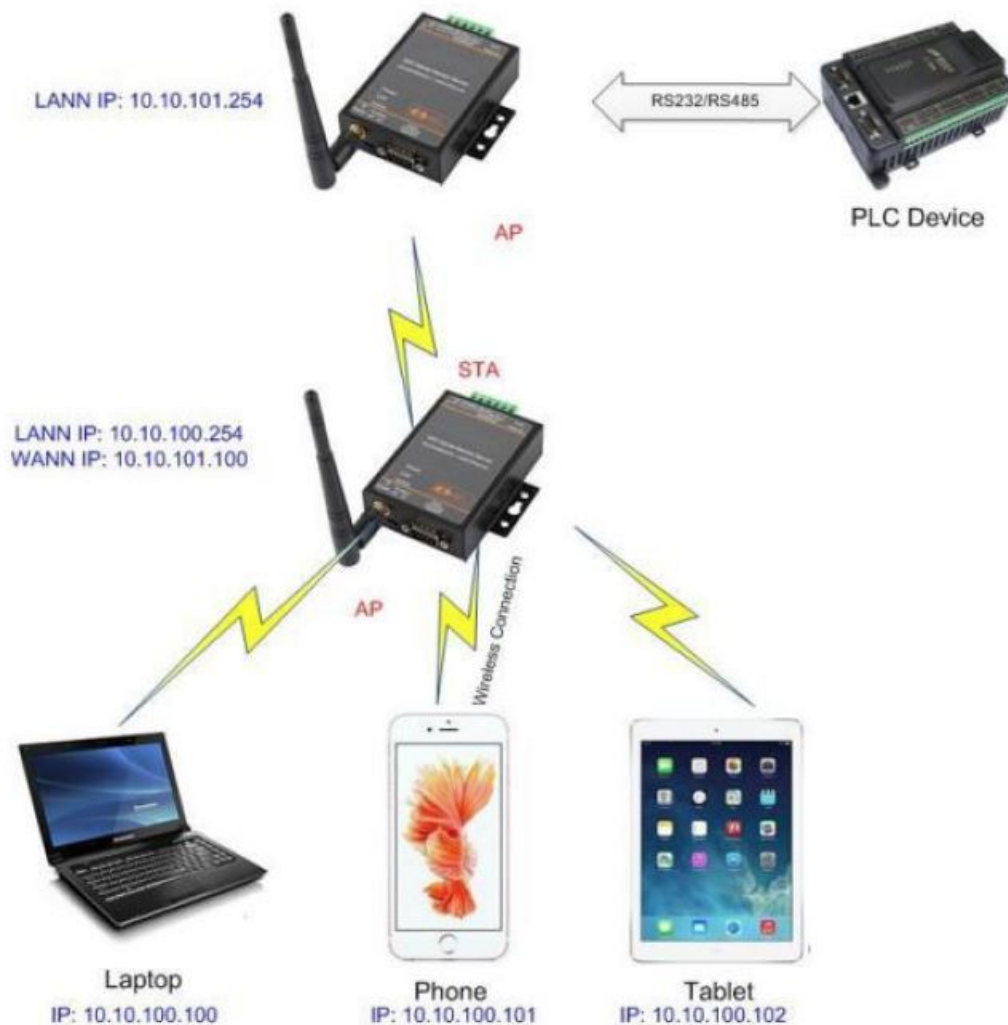 LANN IP: 10.10.101.254
RS232/RS485
PLC Device
AP
STA
LANN IP: 10.10.100.254
WANN IP: 10.10.101.100
AP
Wireless Connection
Laptop
IP: 10.10.100.100
Phone
IP: 10.10.100.101
Tablet
IP: 10.10.100.102